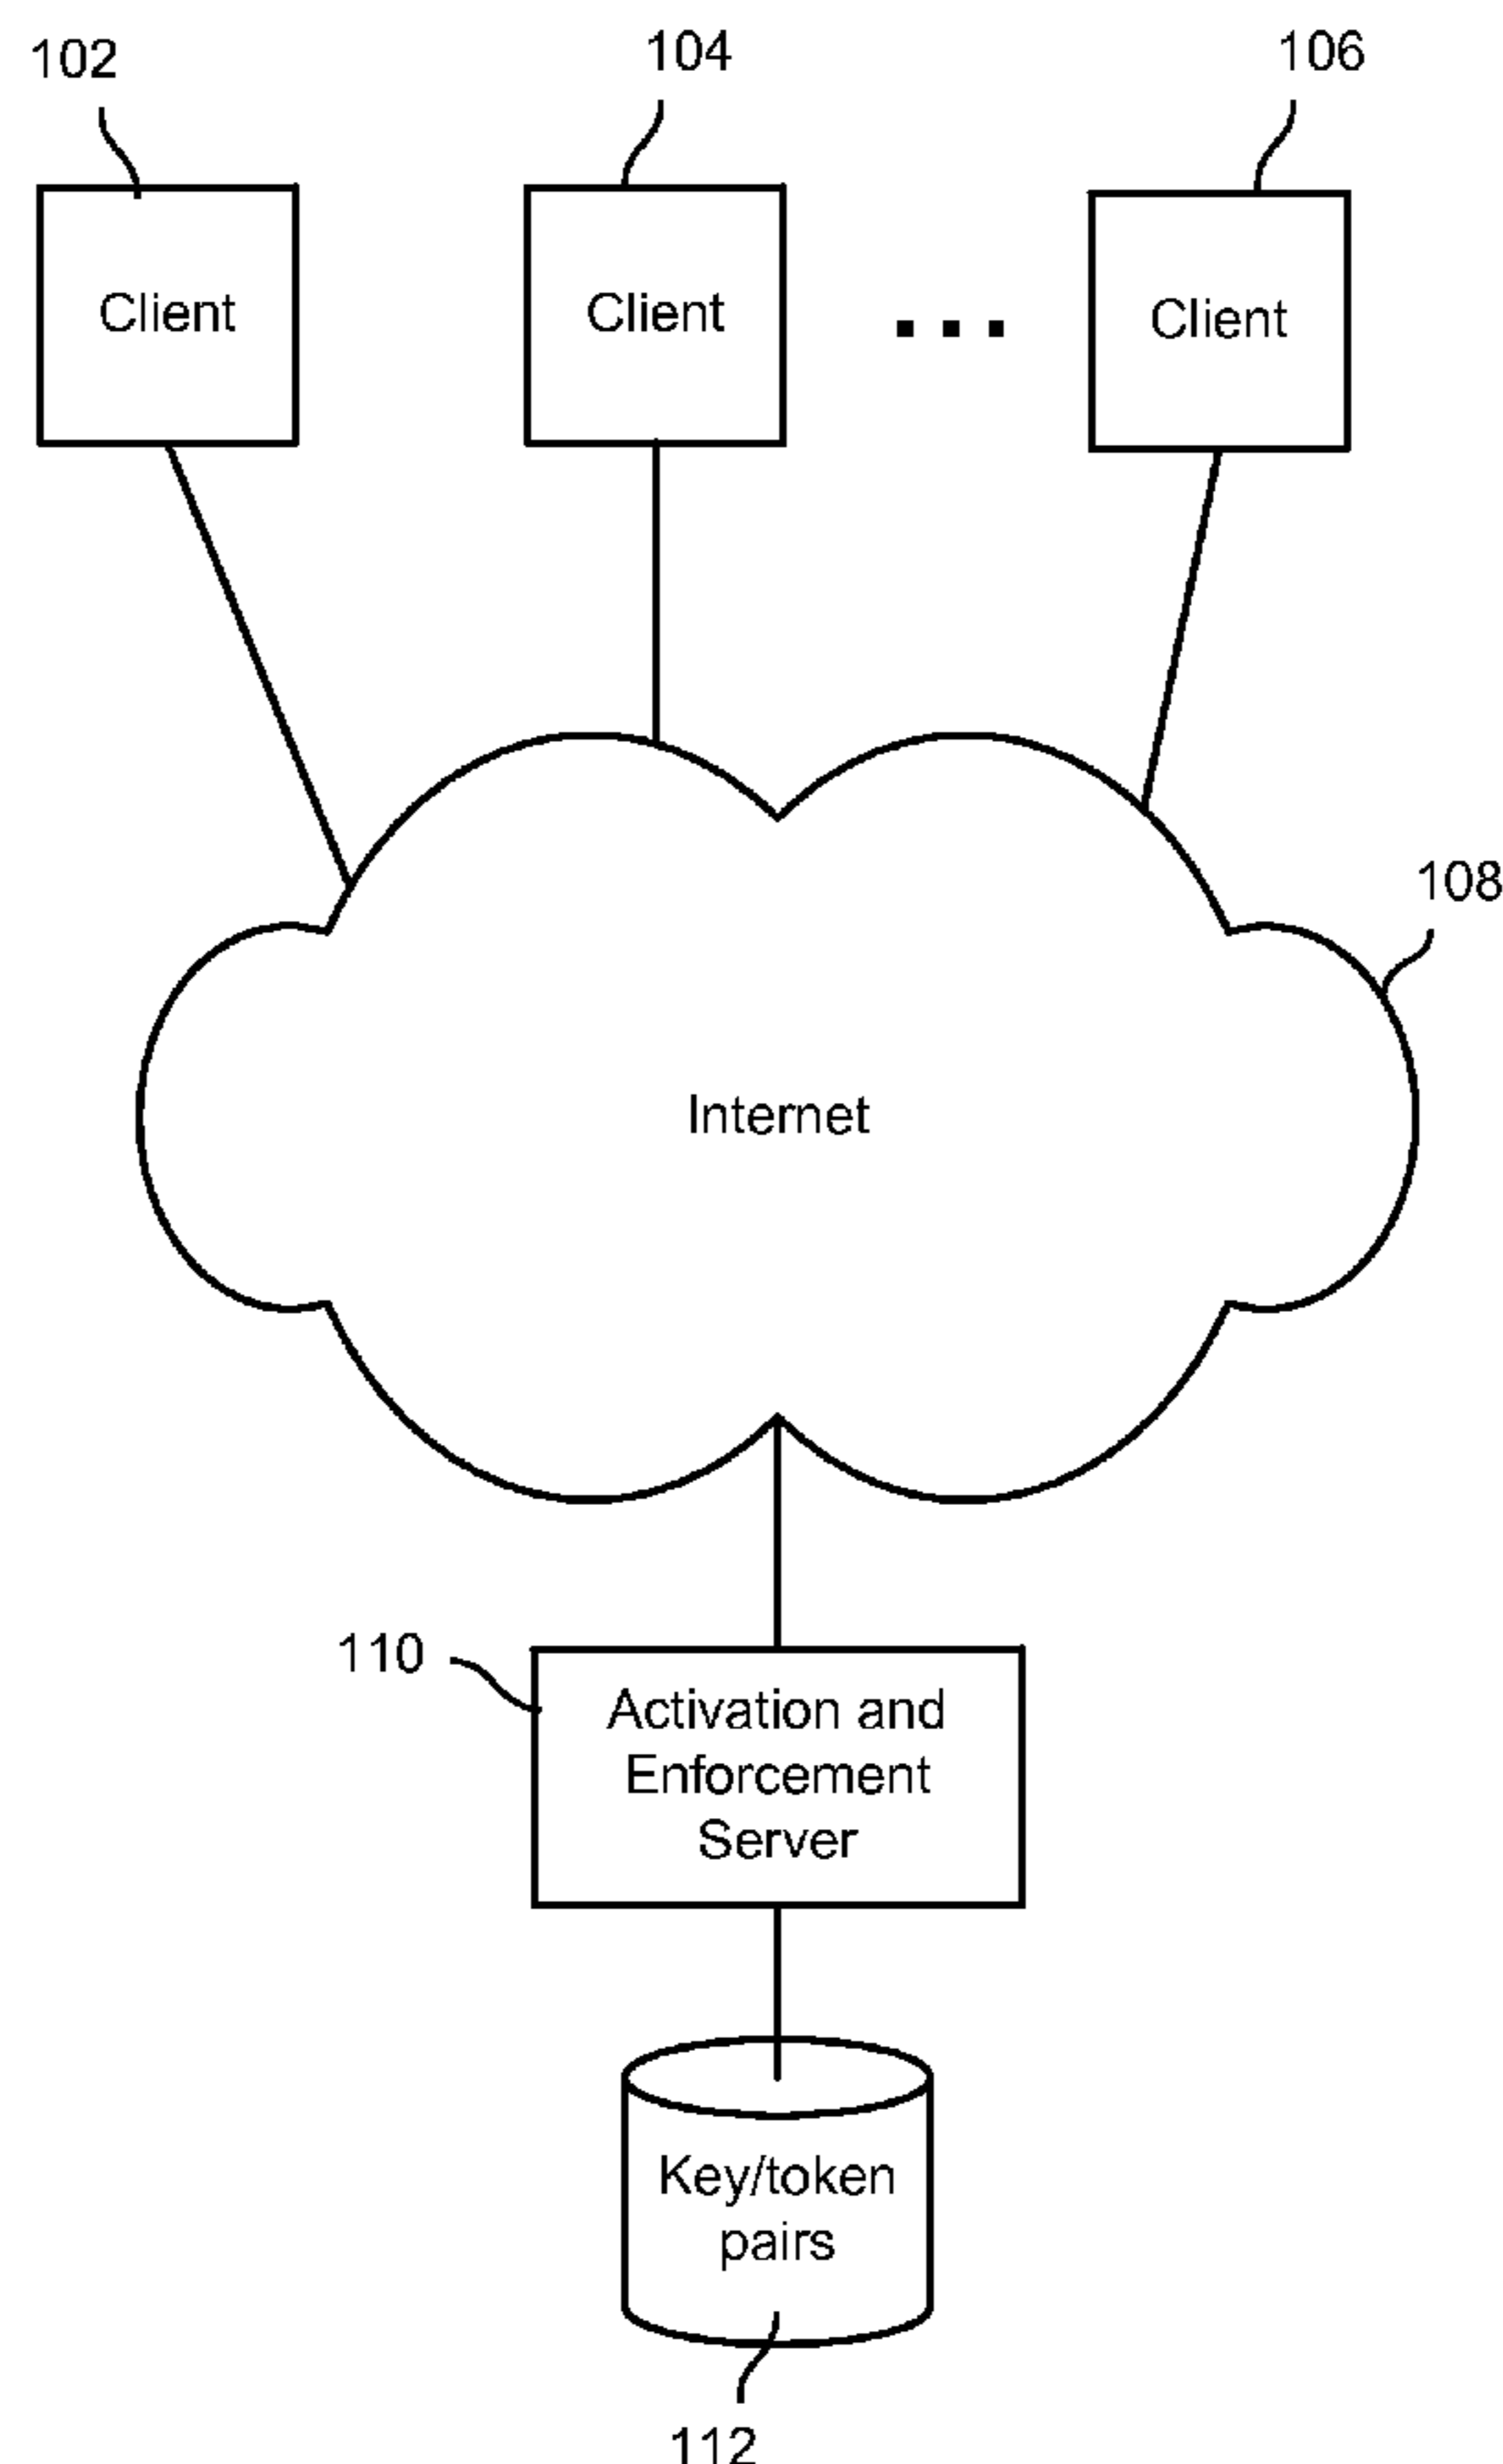 102
104
106
Client
Client
...
Client
108
Internet
110
Activation and
Enforcement
Server
Key/token
pairs
112